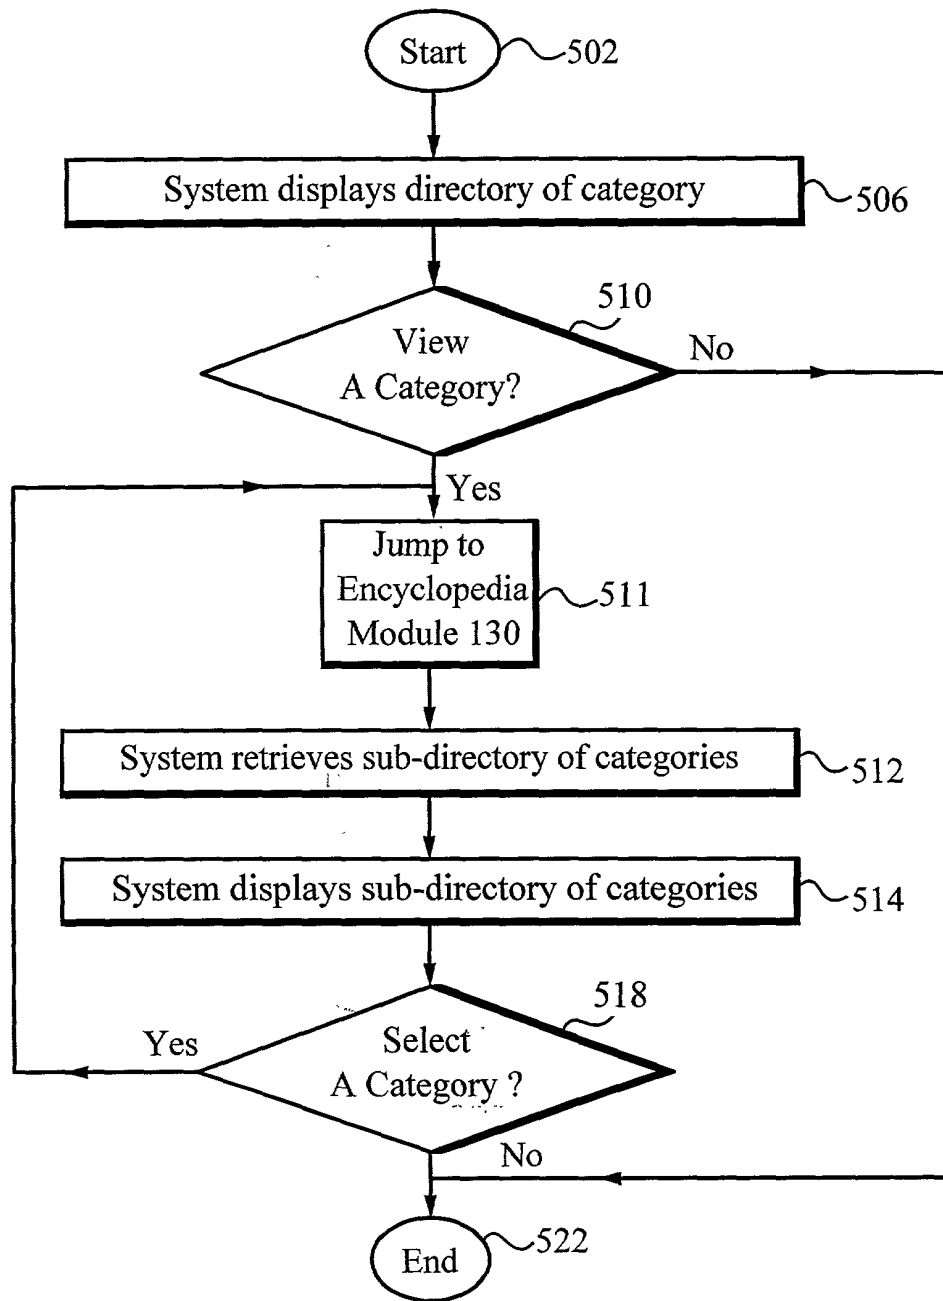 Start
502
System displays directory of category
506
510
View
A Category?
No
Yes
Jump to
Encyclopedia
Module 130
511
System retrieves sub-directory of categories
512
System displays sub-directory of categories
514
518
Select
A Category ?
Yes
No
End
522